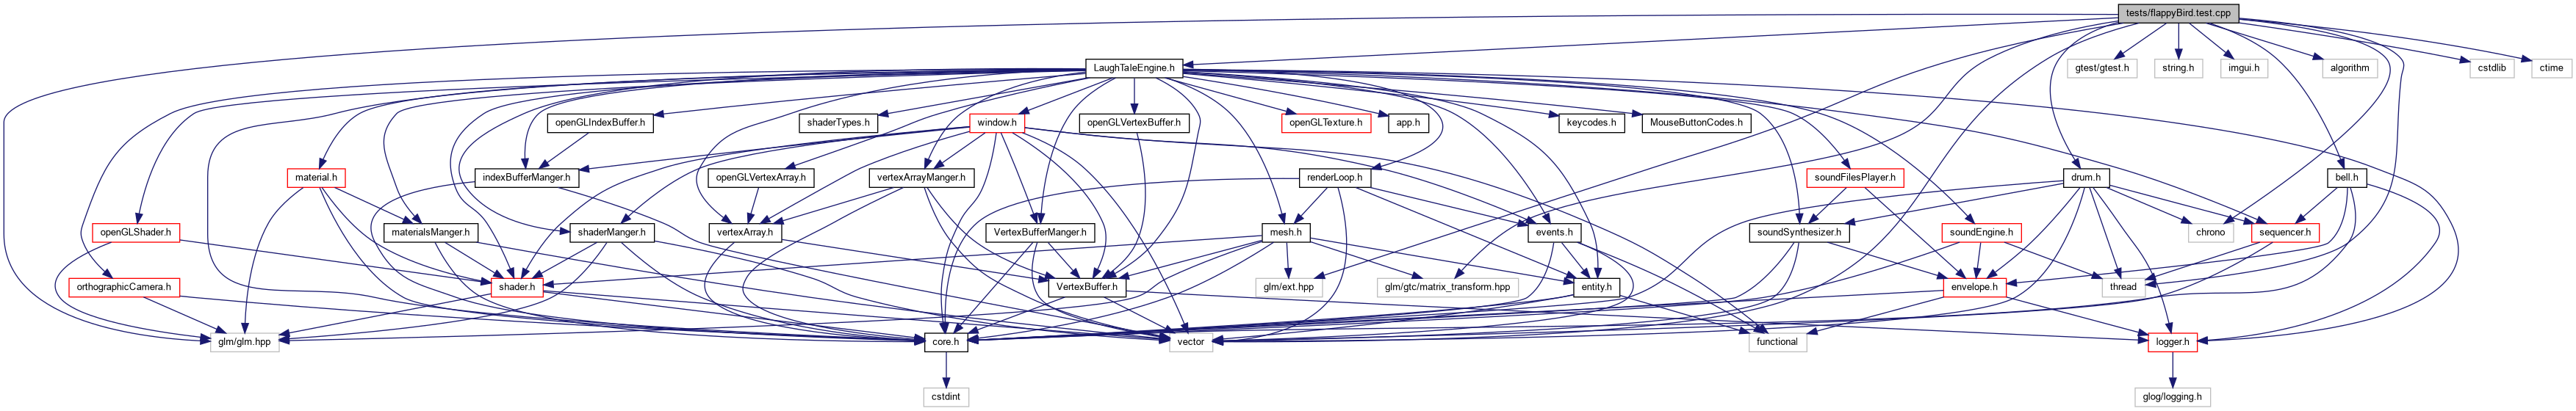 tests/flappyBird.test.cpp
LaughTaleEngine.h
gtest/gtest.h
string.h
imgui.h
algorithm
cstdlib
ctime
openGLIndexBuffer.h
shaderTypes.h
window.h
openGLVertexBuffer.h
openGLTexture.h
app.h
keycodes.h
MouseButtonCodes.h
material.h
indexBufferManger.h
openGLVertexArray.h
vertexArrayManger.h
renderLoop.h
soundFilesPlayer.h
drum.h
bell.h
openGLShader.h
materialsManger.h
shaderManger.h
vertexArray.h
VertexBufferManger.h
mesh.h
events.h
soundSynthesizer.h
soundEngine.h
chrono
sequencer.h
orthographicCamera.h
shader.h
VertexBuffer.h
glm/ext.hpp
glm/gtc/matrix_transform.hpp
entity.h
envelope.h
thread
glm/glm.hpp
core.h
vector
functional
logger.h
cstdint
glog/logging.h